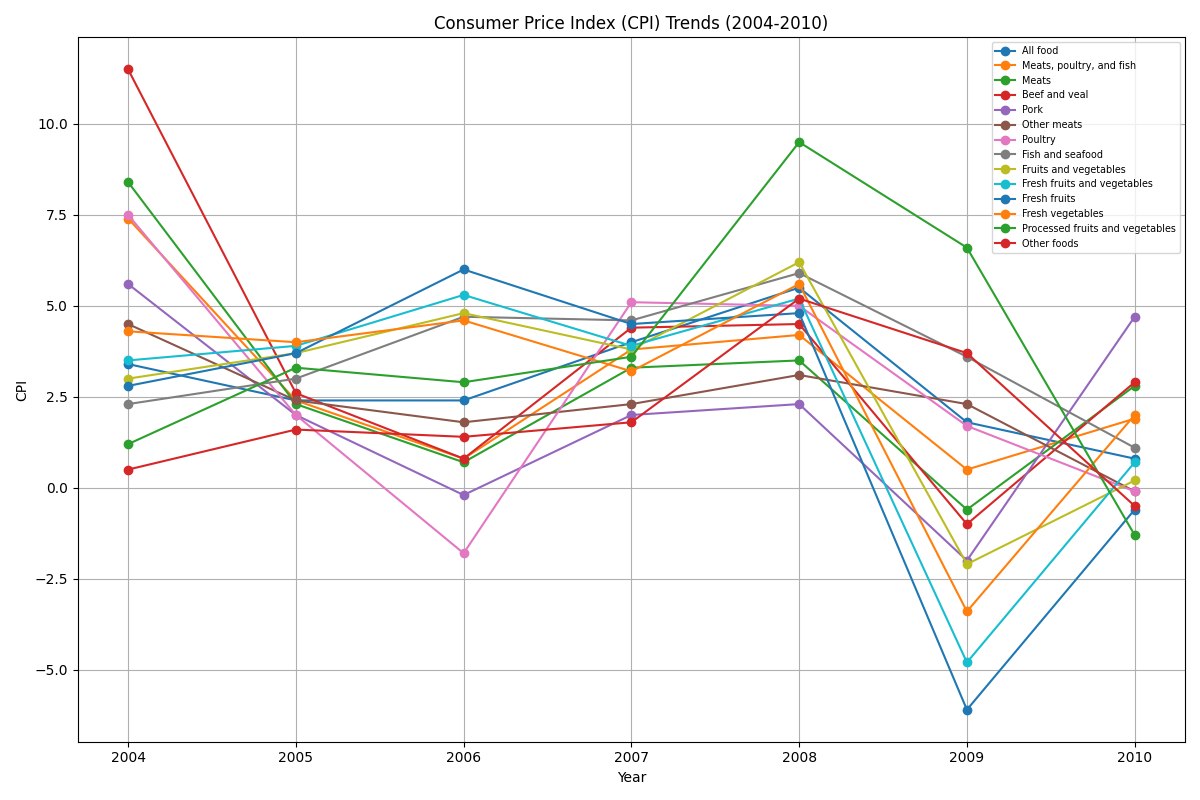 Consumer Price Index (CPI) Trends (2004-2010)
All food
Meats, poultry, and fish
Meats
Beef and veal
Pork
Other meats
Poultry
Fish and seafood
Fruits and vegetables
Fresh fruits and vegetables
Fresh fruits
Fresh vegetables
Processed fruits and vegetables
Other foods
CPI
10.0
7.5
5.0
2.5
0.0
−2.5
−5.0
2004 2005 2006 2007 2008 2009 2010
Year